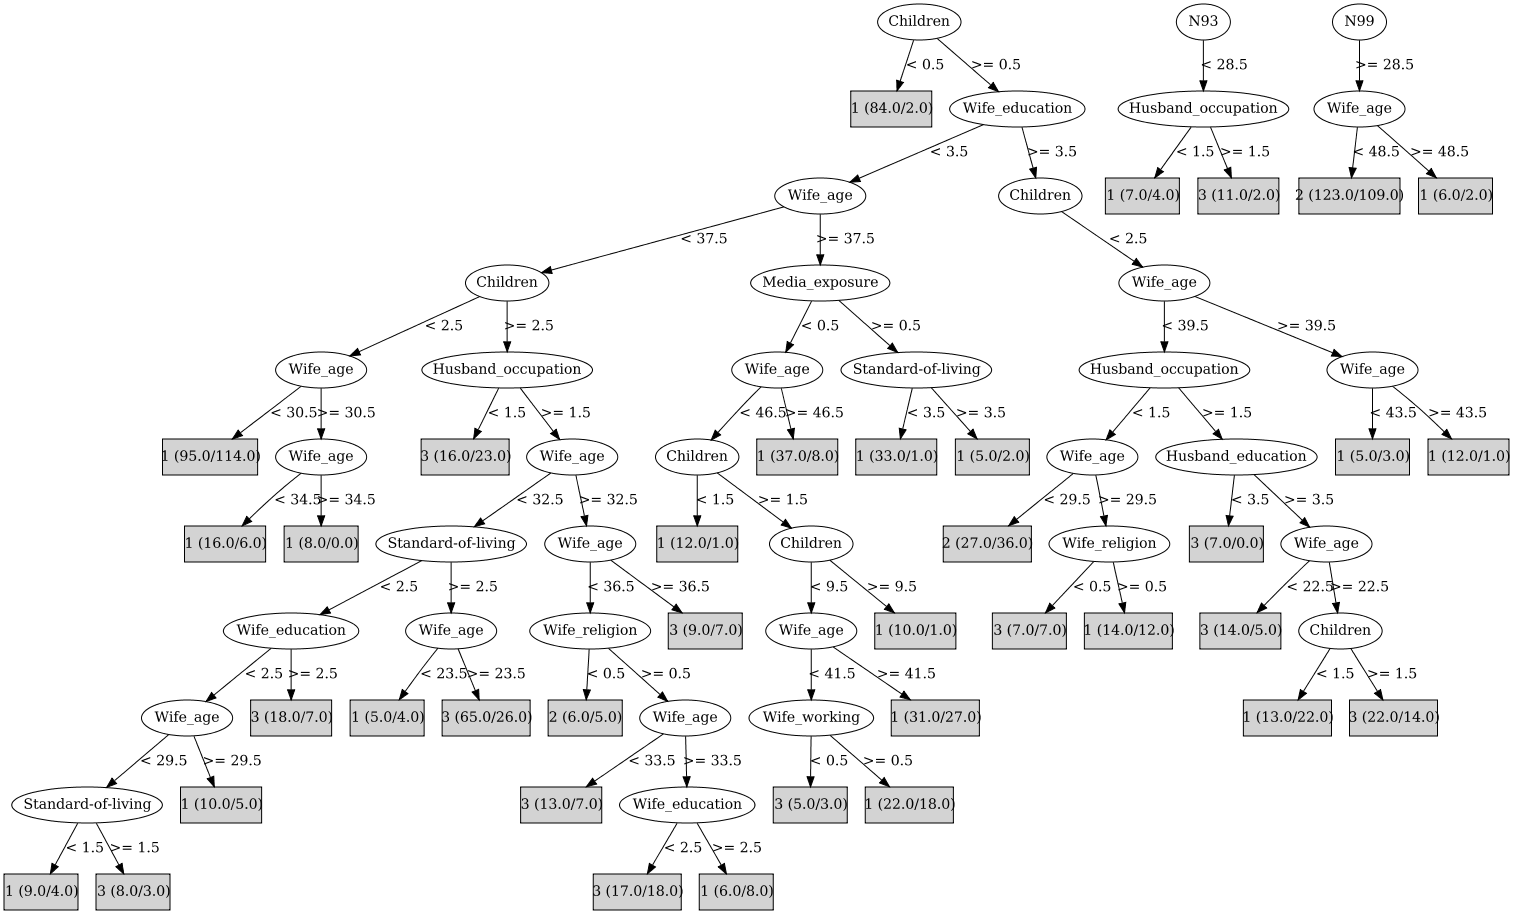 Children
N93
N99
< 0.5
>= 0.5
< 28.5
>= 28.5
1 (84.0/2.0)
Wife_education
Husband_occupation
Wife_age
< 3.5
>= 3.5
< 1.5
>= 1.5
< 48.5
>= 48.5
Wife_age
Children
1 (7.0/4.0)
3 (11.0/2.0)
2 (123.0/109.0)
1 (6.0/2.0)
< 37.5
>= 37.5
< 2.5
Children
Media_exposure
Wife_age
< 2.5
>= 2.5
< 0.5
>= 0.5
< 39.5
>= 39.5
Wife_age
Husband_occupation
Wife_age
Standard-of-living
Husband_occupation
Wife_age
< 30.5
>= 30.5
< 1.5
>= 1.5
< 46.5
>= 46.5
< 3.5
>= 3.5
< 1.5
>= 1.5
< 43.5
>= 43.5
1 (95.0/114.0)
Wife_age
3 (16.0/23.0)
Wife_age
Children
1 (37.0/8.0)
1 (33.0/1.0)
1 (5.0/2.0)
Wife_age
Husband_education
1 (5.0/3.0)
1 (12.0/1.0)
< 34.5
>= 34.5
< 32.5
>= 32.5
< 1.5
>= 1.5
< 29.5
>= 29.5
< 3.5
>= 3.5
1 (16.0/6.0)
1 (8.0/0.0)
Standard-of-living
Wife_age
1 (12.0/1.0)
Children
2 (27.0/36.0)
Wife_religion
3 (7.0/0.0)
Wife_age
< 2.5
>= 2.5
< 36.5
>= 36.5
< 9.5
>= 9.5
< 0.5
>= 0.5
< 22.5
>= 22.5
Wife_education
Wife_age
Wife_religion
3 (9.0/7.0)
Wife_age
1 (10.0/1.0)
3 (7.0/7.0)
1 (14.0/12.0)
3 (14.0/5.0)
Children
< 2.5
>= 2.5
< 23.5
>= 23.5
< 0.5
>= 0.5
< 41.5
>= 41.5
< 1.5
>= 1.5
Wife_age
3 (18.0/7.0)
1 (5.0/4.0)
3 (65.0/26.0)
2 (6.0/5.0)
Wife_age
Wife_working
1 (31.0/27.0)
1 (13.0/22.0)
3 (22.0/14.0)
< 29.5
>= 29.5
< 33.5
>= 33.5
< 0.5
>= 0.5
Standard-of-living
1 (10.0/5.0)
3 (13.0/7.0)
Wife_education
3 (5.0/3.0)
1 (22.0/18.0)
< 1.5
>= 1.5
< 2.5
>= 2.5
1 (9.0/4.0)
3 (8.0/3.0)
3 (17.0/18.0)
1 (6.0/8.0)